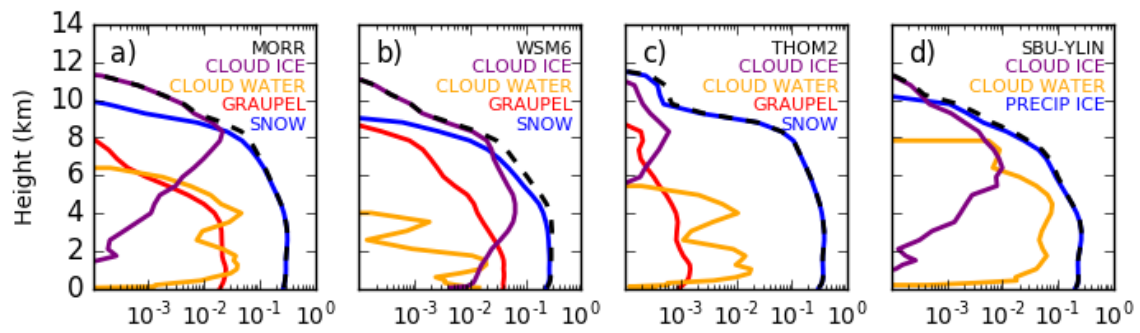 Height (km)
14
12
10
8
6
4
2
0
a)
MORR
CLOUD ICE
CLOUD WATER
GRAUPEL
SNOW
10^-3 10^-2 10^-1 10^0
b)
WSM6
CLOUD ICE
CLOUD WATER
GRAUPEL
SNOW
10^-3 10^-2 10^-1 10^0
c)
THOM2
CLOUD ICE
CLOUD WATER
GRAUPEL
SNOW
10^-3 10^-2 10^-1 10^0
d)
SBU-YLIN
CLOUD ICE
CLOUD WATER
PRECIP ICE
10^-3 10^-2 10^-1 10^0